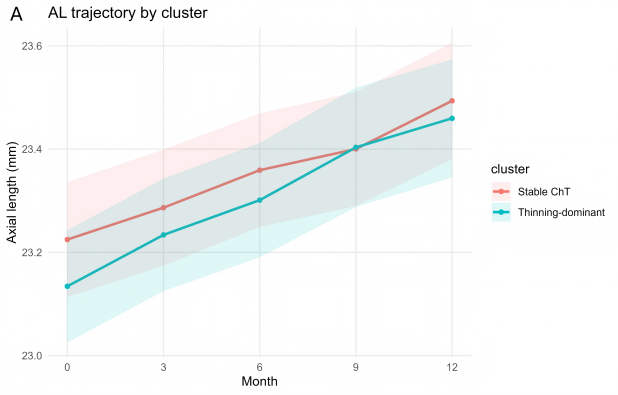 A
AL trajectory by cluster
Axial length (mm)
23.6
23.4
23.2
23.0
0 3 6 9 12
Month
cluster
Stable ChT
Thinning-dominant